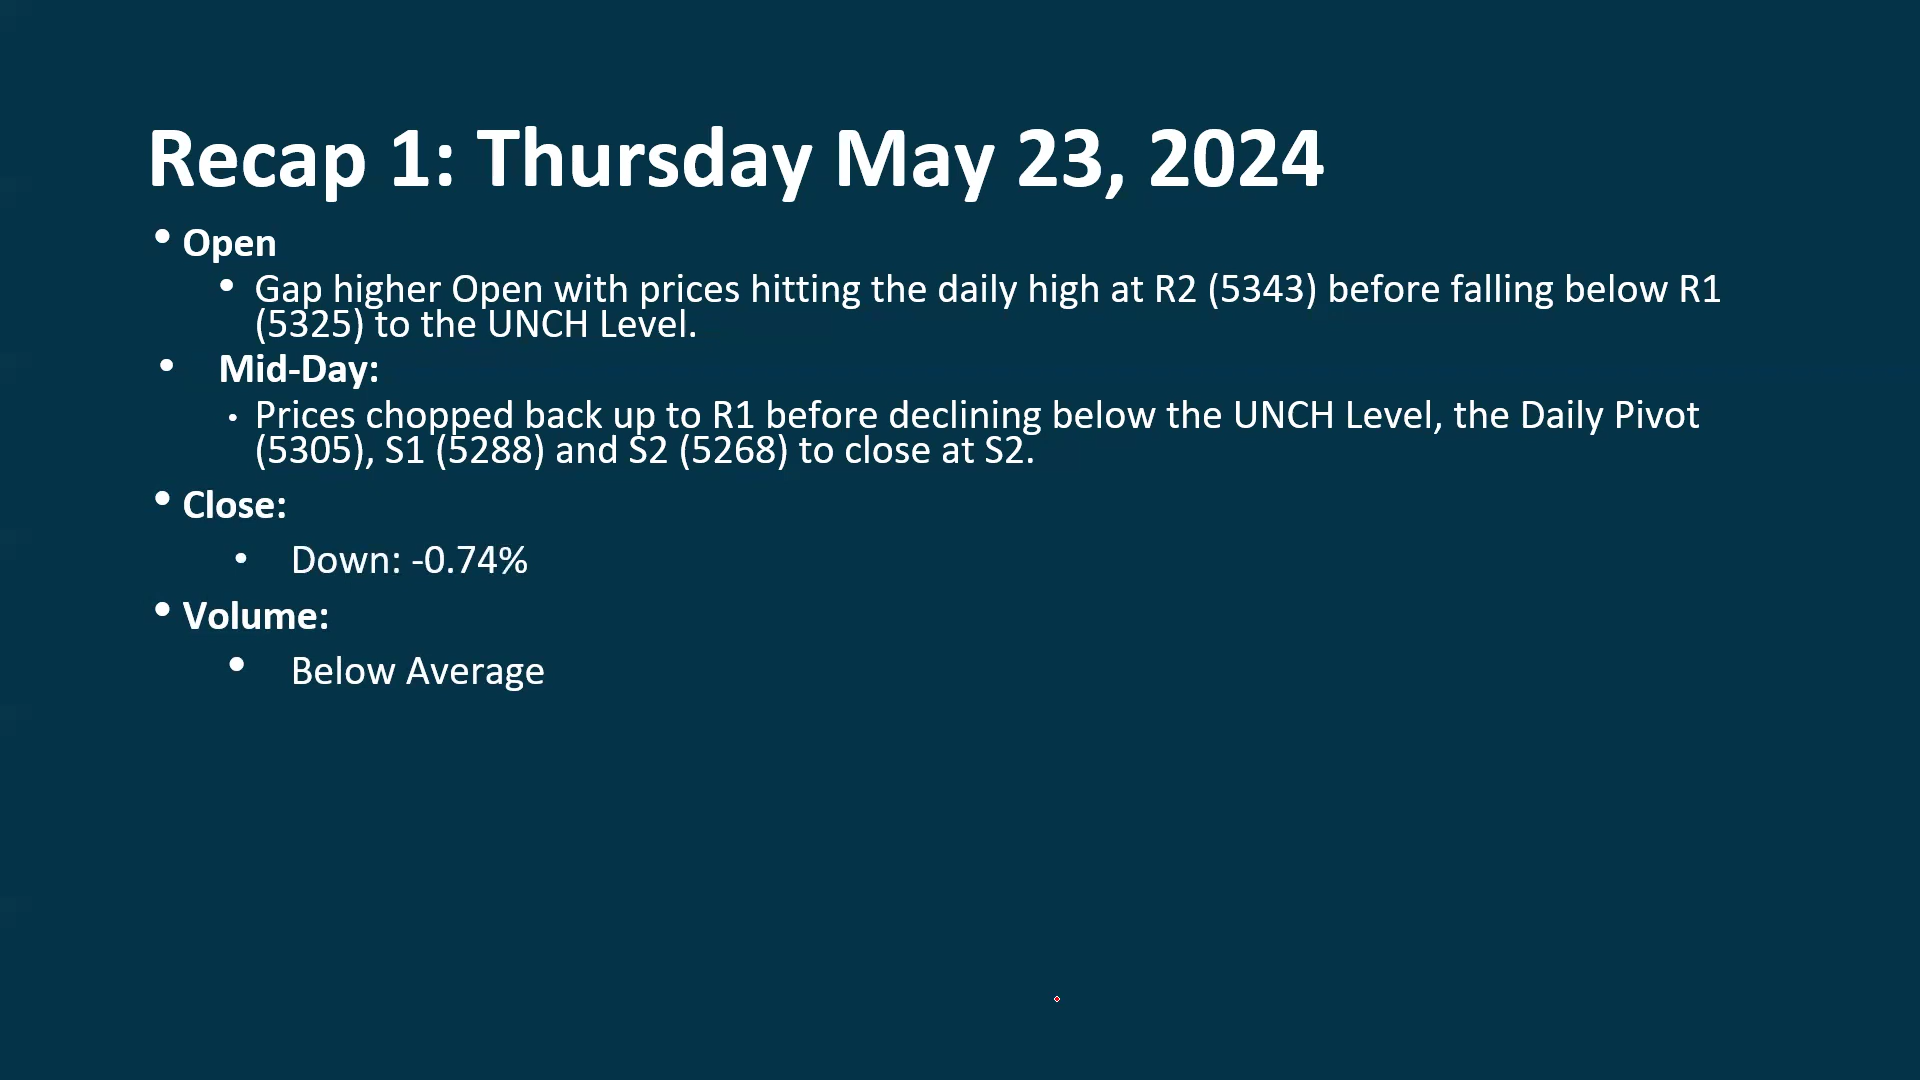 Recap 1: Thursday May 23, 2024
• Open
• Gap higher Open with prices hitting the daily high at R2 (5343) before falling below R1
(5325) to the UNCH Level.
• Mid-Day:
• Prices chopped back up to R1 before declining below the UNCH Level, the Daily Pivot
(5305), S1 (5288) and S2 (5268) to close at S2.
• Close:
• Down: -0.74%
• Volume:
• Below Average